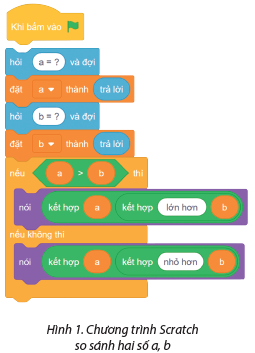 Khi bấm vào
hỏi a = ? và đợi
đặt a thành trả lời
hỏi b = ? và đợi
đặt b thành trả lời
nếu a > b thì
nói kết hợp a kết hợp lớn hơn b
nếu không thì
nói kết hợp a kết hợp nhỏ hơn b
Hình 1. Chương trình Scratch
so sánh hai số a, b